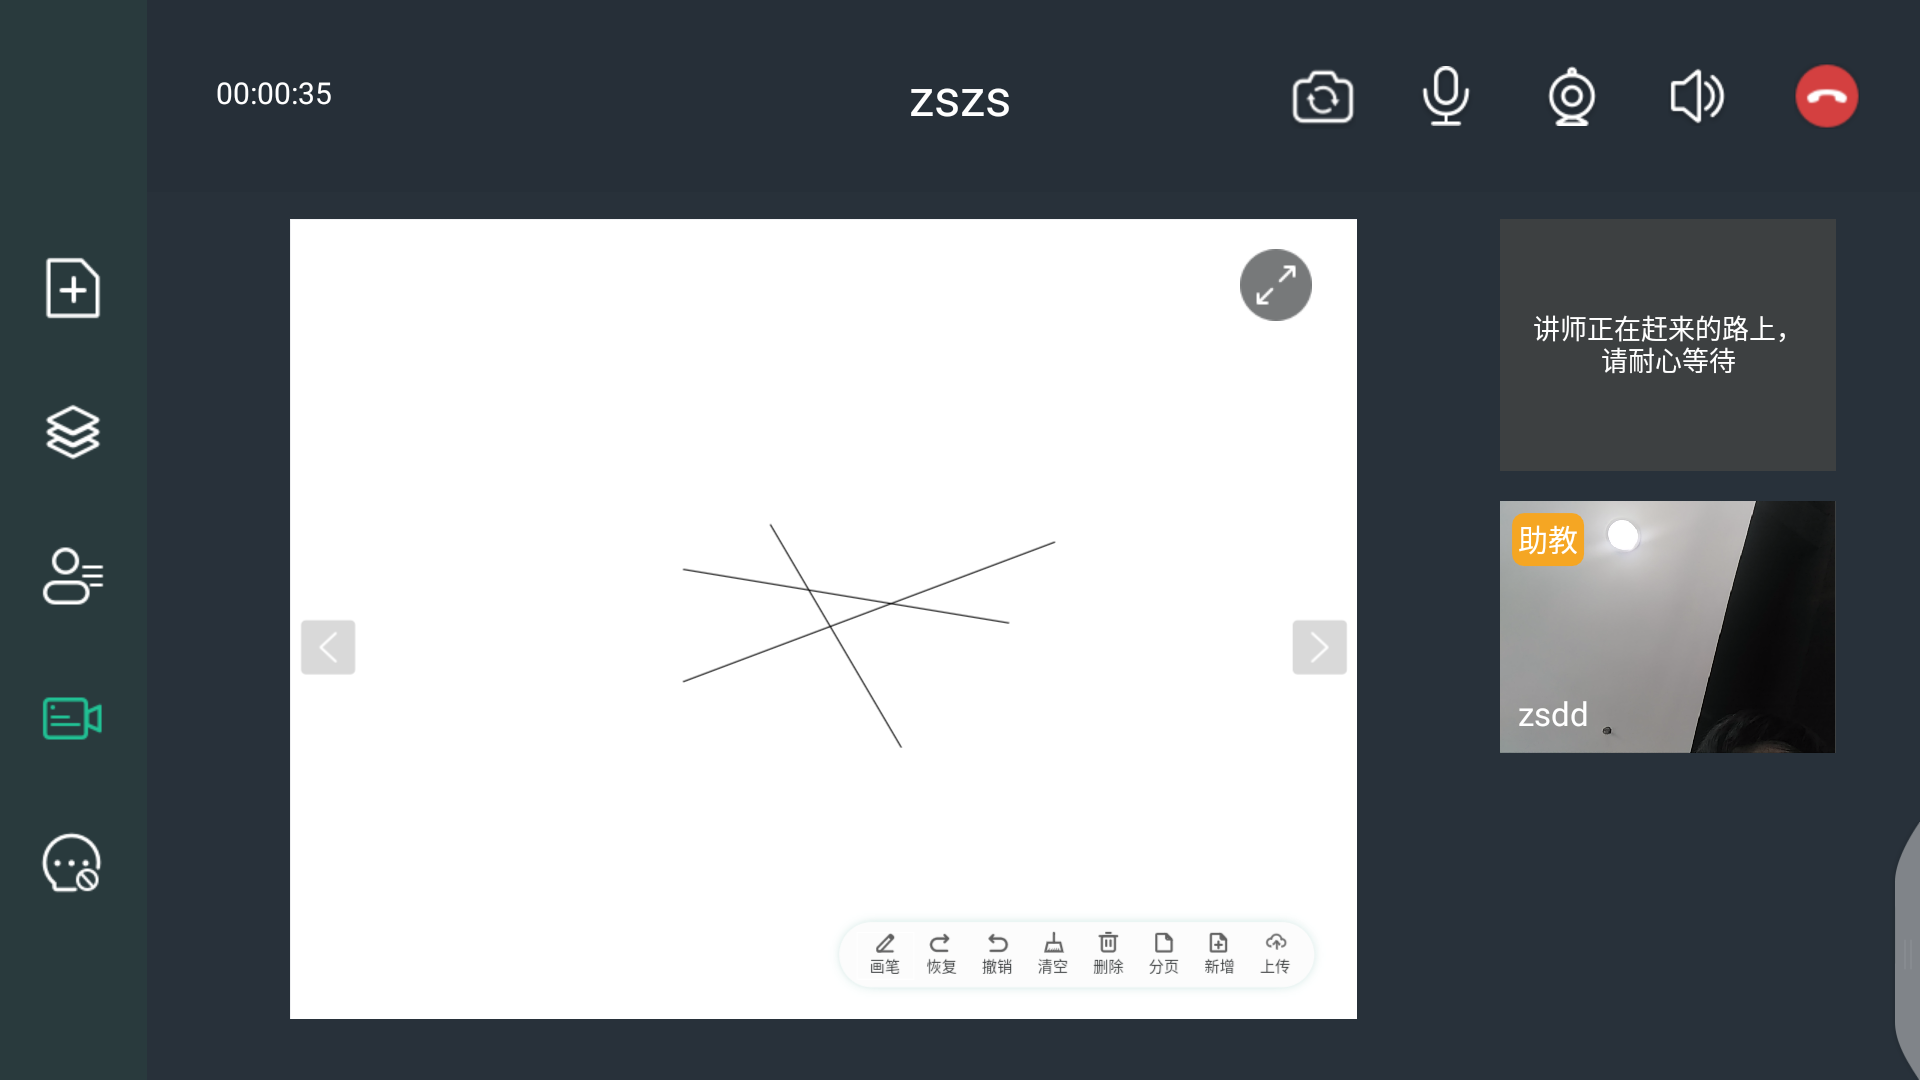 00:00:35
zszs
讲师正在赶来的路上，
请耐心等待
助教
zsdd
画笔
恢复
撤销
清空
删除
分页
新增
上传